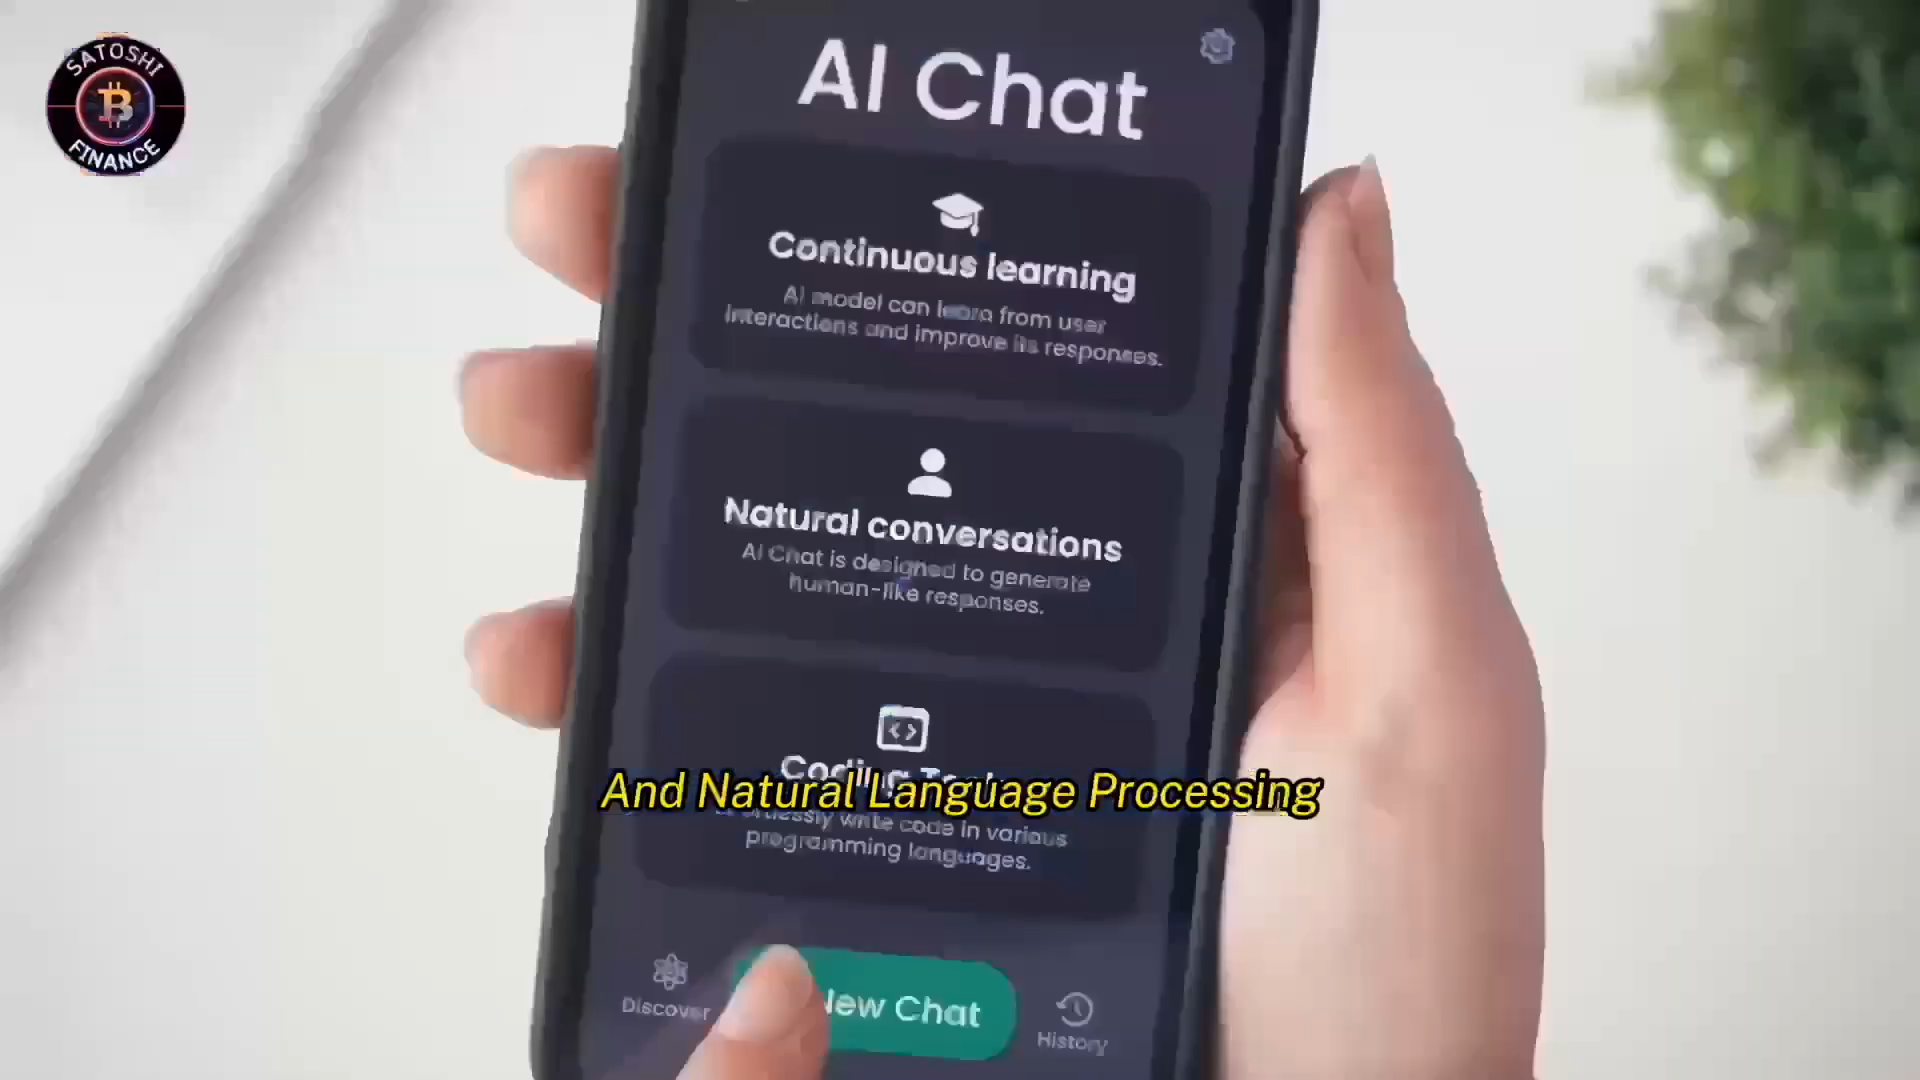 SATOSHI
B
FINANCE
AI Chat
Continuous learning
AI model can learn from user
interactions and improve its responses.
Natural conversations
AI Chat is designed to generate
human-like responses.
Coding
And Natural Language Processing
write code in various
programming languages.
Discover
New Chat
History